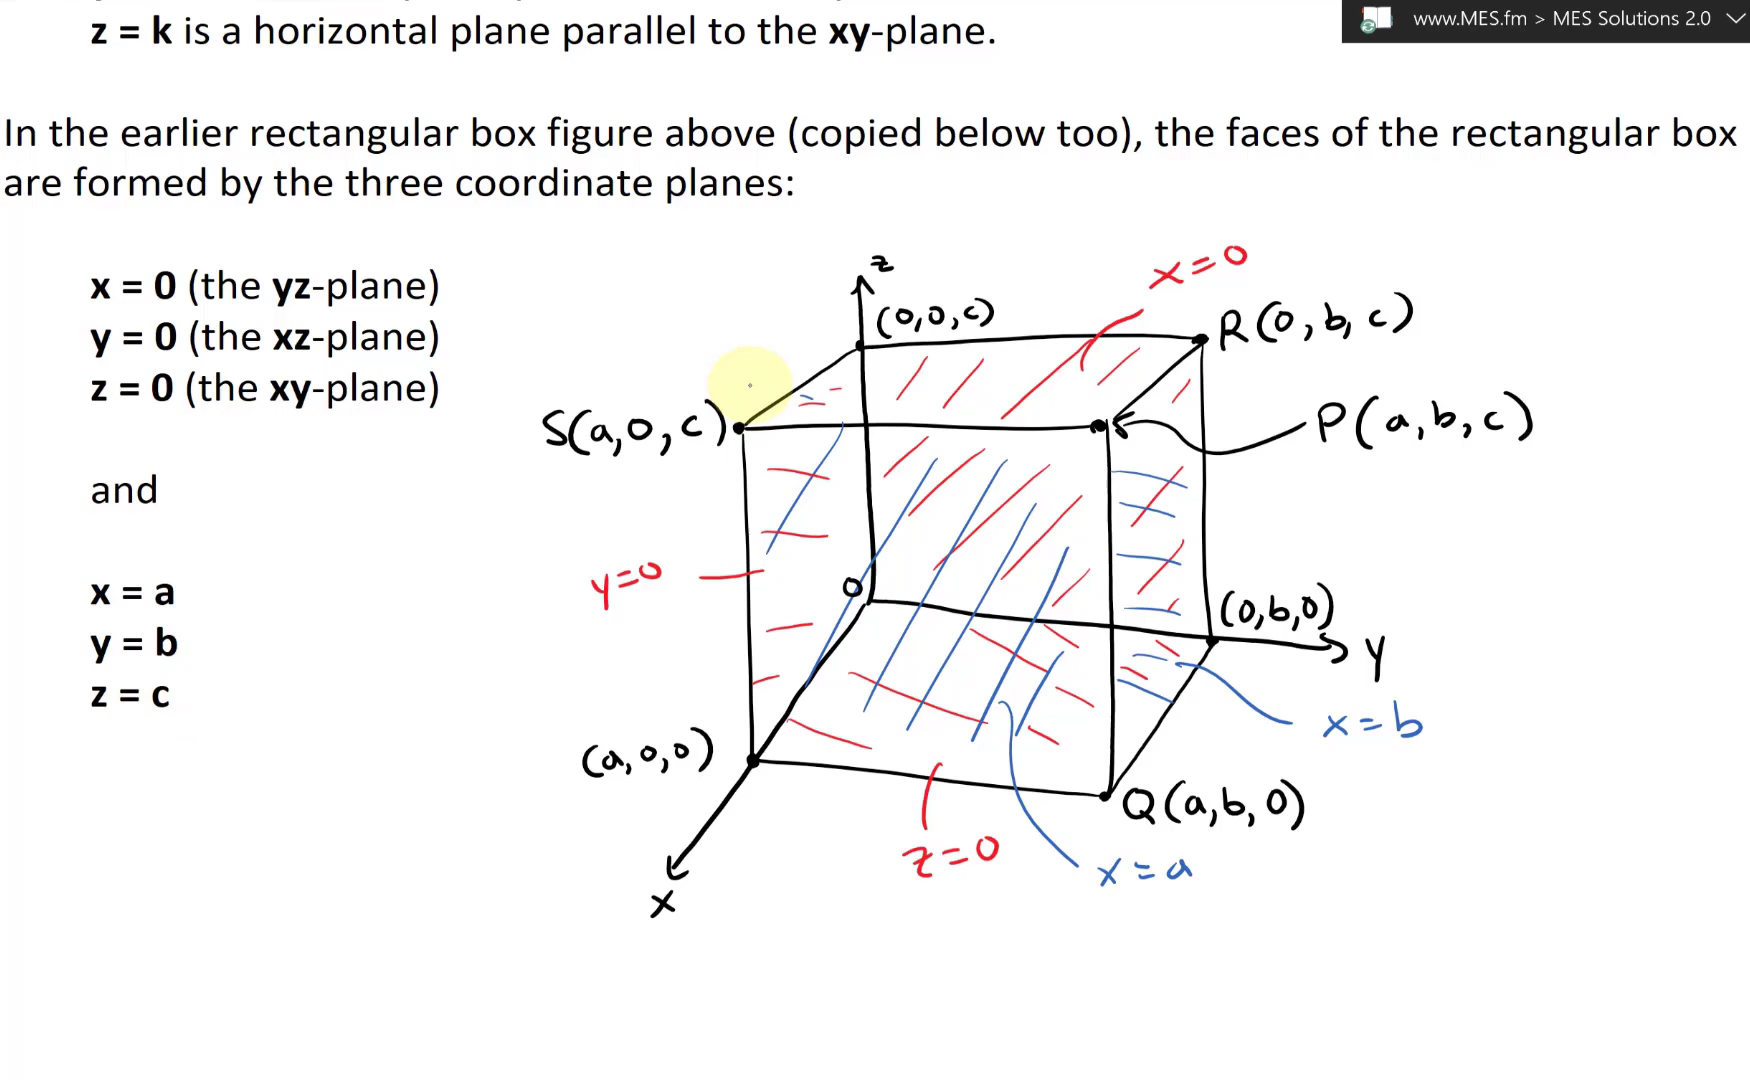 www.MES.fm > MES Solutions 2.0
z = k is a horizontal plane parallel to the xy-plane.
In the earlier rectangular box figure above (copied below too), the faces of the rectangular box
are formed by the three coordinate planes:
x = 0 (the yz-plane)
y = 0 (the xz-plane)
z = 0 (the xy-plane)
and
x = a
y = b
z = c
z
x=0
(0,0,c)
R(0,b,c)
S(a,0,c)
P(a,b,c)
y=0
0
(0,b,0)
y
x=b
(a,0,0)
Q(a,b,0)
z=0
x=a
x